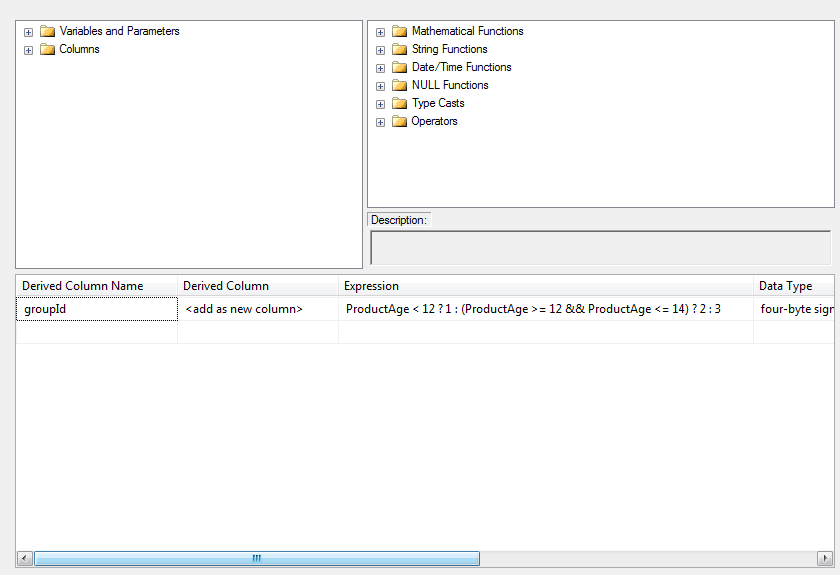 Variables and Parameters
Columns
Mathematical Functions
String Functions
Date/Time Functions
NULL Functions
Type Casts
Operators
Description:
Derived Column Name Derived Column Expression Data Type
groupId <add as new column> ProductAge < 12 ? 1 : (ProductAge >= 12 && ProductAge <= 14) ? 2 : 3 four-byte sign